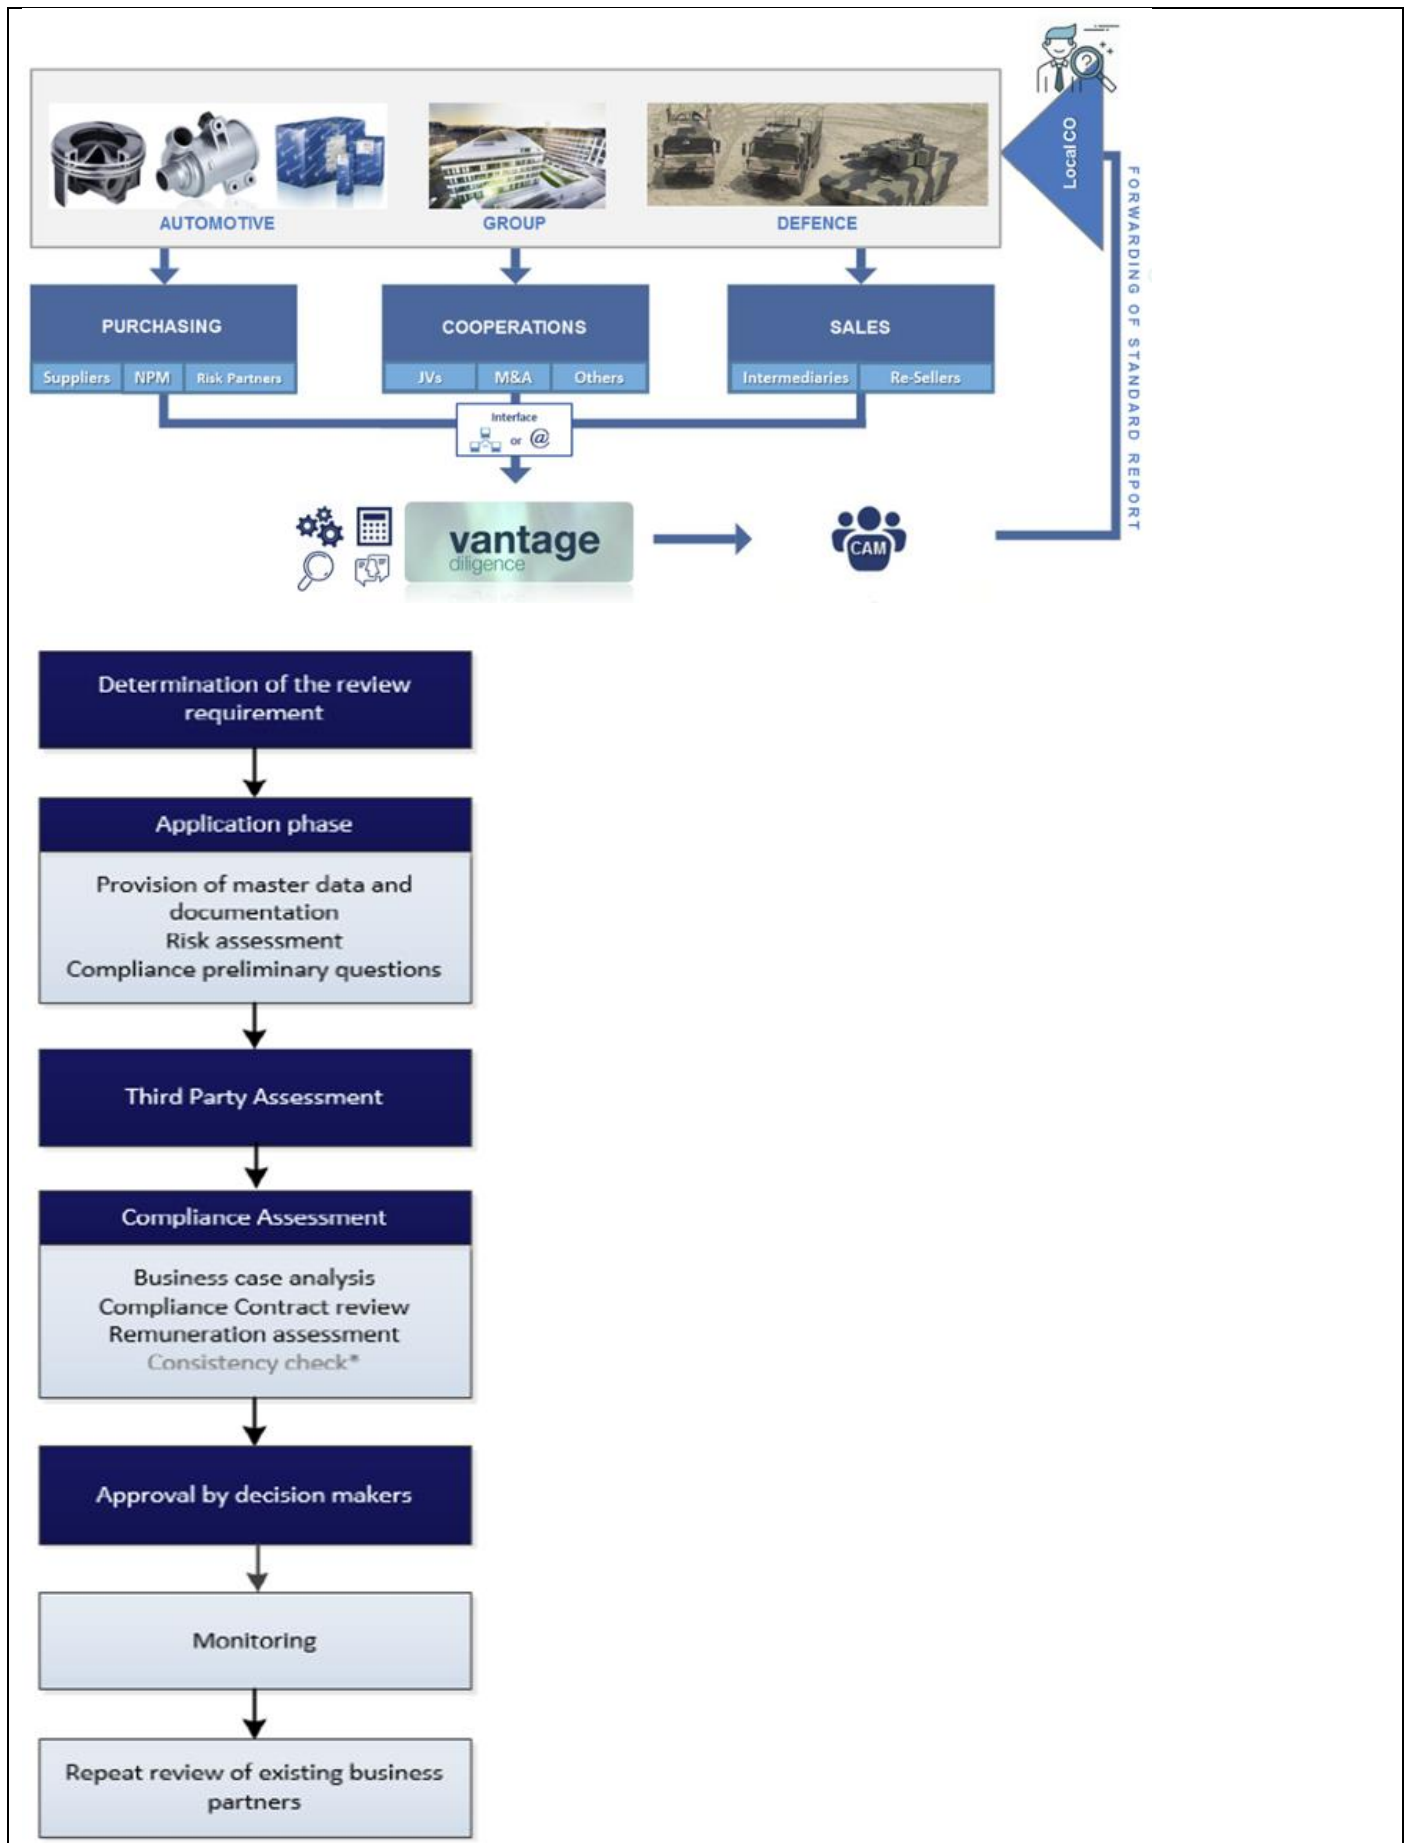 ?
Local CO
AUTOMOTIVE
GROUP
DEFENCE
FORWARDING OF STANDARD REPORT
PURCHASING
COOPERATIONS
SALES
Suppliers
NPM
Risk Partners
JVs
M&A
Others
Intermediaries
Re-Sellers
Interface
or @
vantage
diligence
CAM
Determination of the review
requirement
Application phase
Provision of master data and
documentation
Risk assessment
Compliance preliminary questions
Third Party Assessment
Compliance Assessment
Business case analysis
Compliance Contract review
Remuneration assessment
Consistency check*
Approval by decision makers
Monitoring
Repeat review of existing business
partners